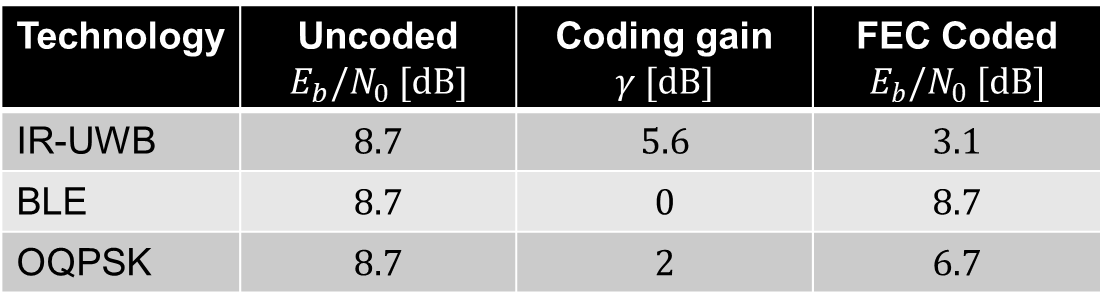 Technology Uncoded Coding gain FEC Coded
E_b/N_0 [dB] γ [dB] E_b/N_0 [dB]
IR-UWB 8.7 5.6 3.1
BLE 8.7 0 8.7
OQPSK 8.7 2 6.7